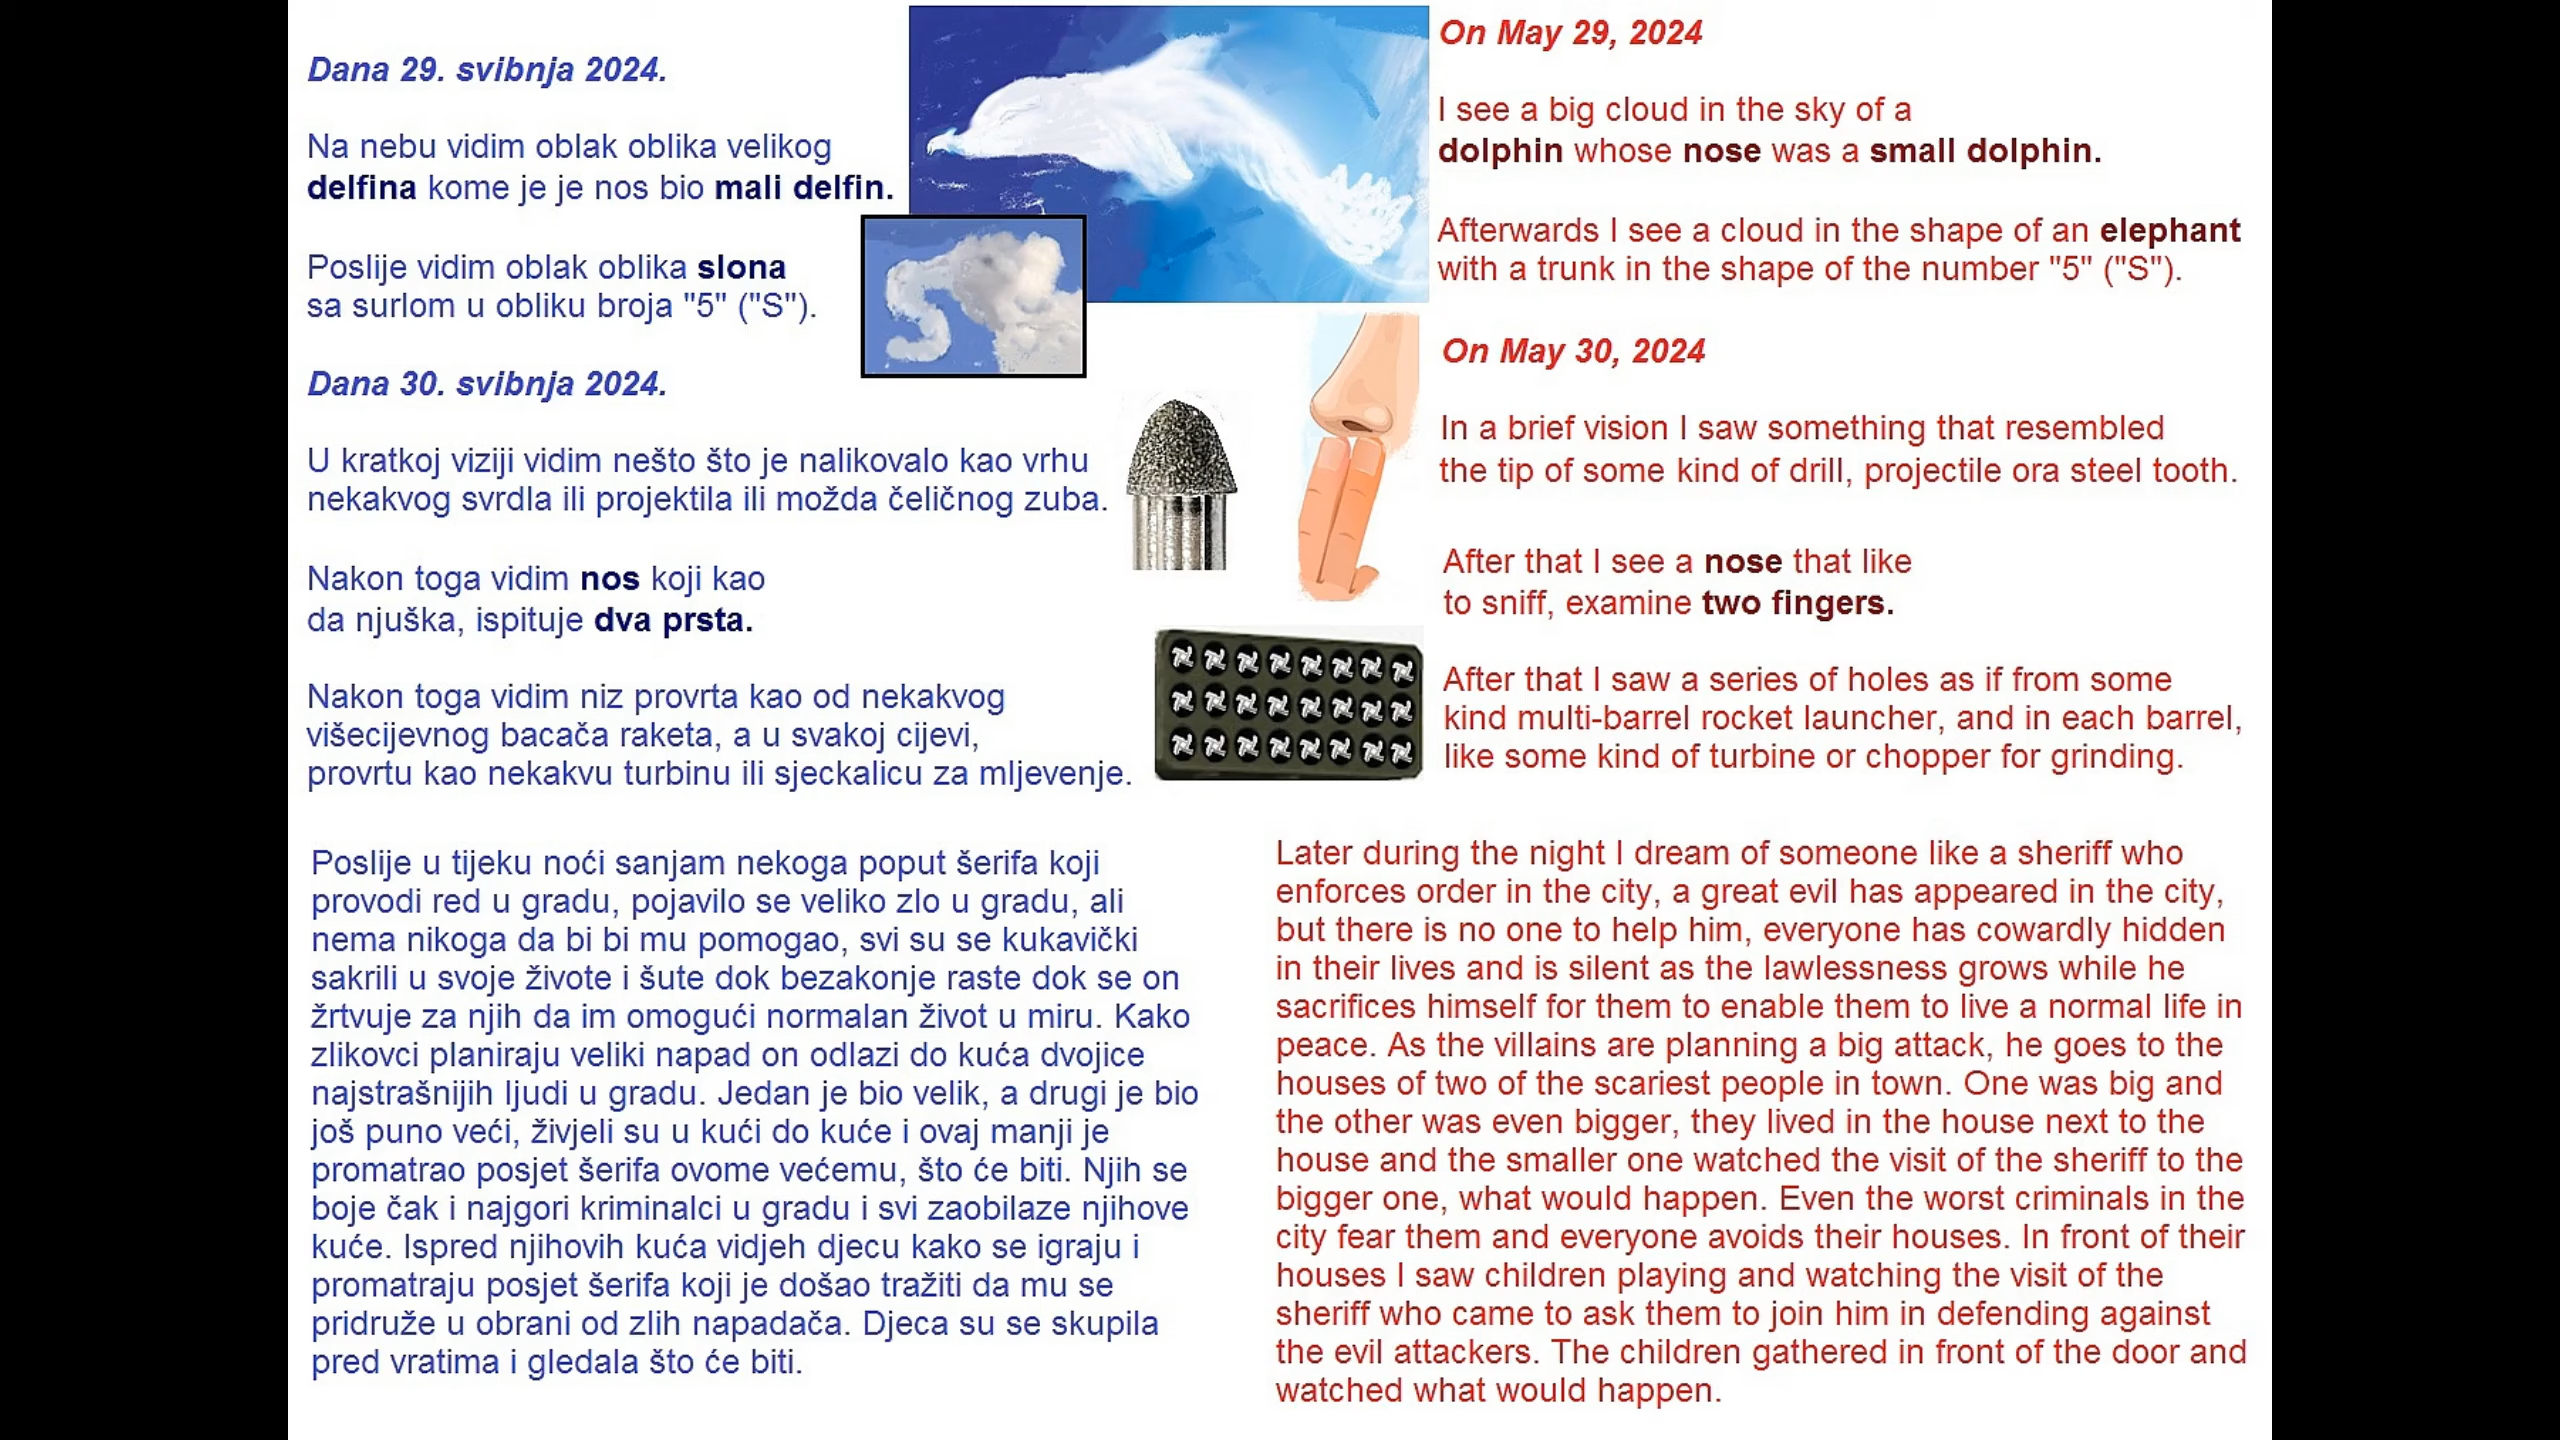 Dana 29. svibnja 2024.
Na nebu vidim oblak oblika velikog
delfina kome je je nos bio mali delfin.
Poslije vidim oblak oblika slona
sa surlom u obliku broja "5" ("S").
Dana 30. svibnja 2024.
U kratkoj viziji vidim nešto što je nalikovalo kao vrhu
nekakvog svrdla ili projektila ili možda čeličnog zuba.
Nakon toga vidim nos koji kao
da njuška, ispituje dva prsta.
Nakon toga vidim niz provrta kao od nekakvog
višecijevnog bacača raketa, a u svakoj cijevi,
provrtu kao nekakvu turbinu ili sjeckalicu za mljevenje.
Poslije u tijeku noći sanjam nekoga poput šerifa koji
provodi red u gradu, pojavilo se veliko zlo u gradu, ali
nema nikoga da bi bi mu pomogao, svi su se kukavički
sakrili u svoje živote i šute dok bezakonje raste dok se on
žrtvuje za njih da im omogući normalan život u miru. Kako
zlikovci planiraju veliki napad on odlazi do kuća dvojice
najstrašnijih ljudi u gradu. Jedan je bio velik, a drugi je bio
još puno veći, živjeli su u kući do kuće i ovaj manji je
promatrao posjet šerifa ovome većemu, što će biti. Njih se
boje čak i najgori kriminalci u gradu i svi zaobilaze njihove
kuće. Ispred njihovih kuća vidjeh djecu kako se igraju i
promatraju posjet šerifa koji je došao tražiti da mu se
pridruže u obrani od zlih napadača. Djeca su se skupila
pred vratima i gledala što će biti.
On May 29, 2024
I see a big cloud in the sky of a
dolphin whose nose was a small dolphin.
Afterwards I see a cloud in the shape of an elephant
with a trunk in the shape of the number "5" ("S").
On May 30, 2024
In a brief vision I saw something that resembled
the tip of some kind of drill, projectile ora steel tooth.
After that I see a nose that like
to sniff, examine two fingers.
After that I saw a series of holes as if from some
kind multi-barrel rocket launcher, and in each barrel,
like some kind of turbine or chopper for grinding.
Later during the night I dream of someone like a sheriff who
enforces order in the city, a great evil has appeared in the city,
but there is no one to help him, everyone has cowardly hidden
in their lives and is silent as the lawlessness grows while he
sacrifices himself for them to enable them to live a normal life in
peace. As the villains are planning a big attack, he goes to the
houses of two of the scariest people in town. One was big and
the other was even bigger, they lived in the house next to the
house and the smaller one watched the visit of the sheriff to the
bigger one, what would happen. Even the worst criminals in the
city fear them and everyone avoids their houses. In front of their
houses I saw children playing and watching the visit of the
sheriff who came to ask them to join him in defending against
the evil attackers. The children gathered in front of the door and
watched what would happen.